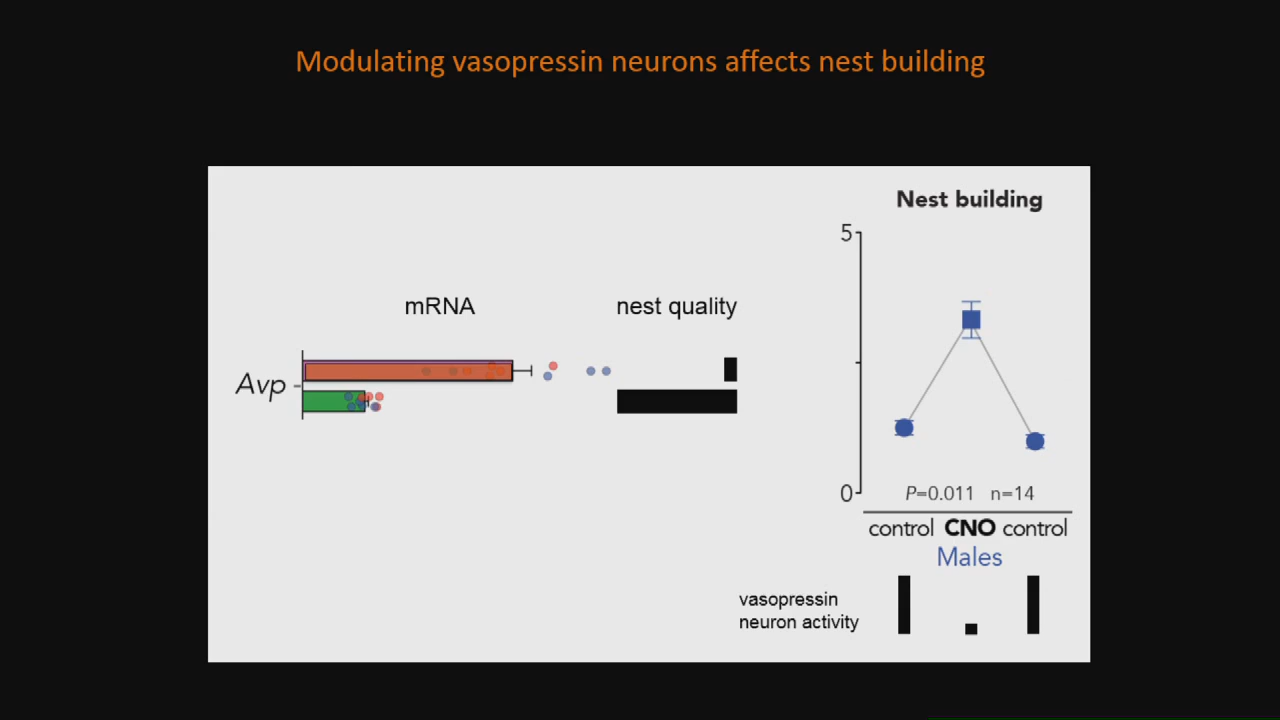 Modulating vasopressin neurons affects nest building
Nest building
5
mRNA
nest quality
Avp
0
P=0.011 n=14
control CNO control
Males
vasopressin
neuron activity